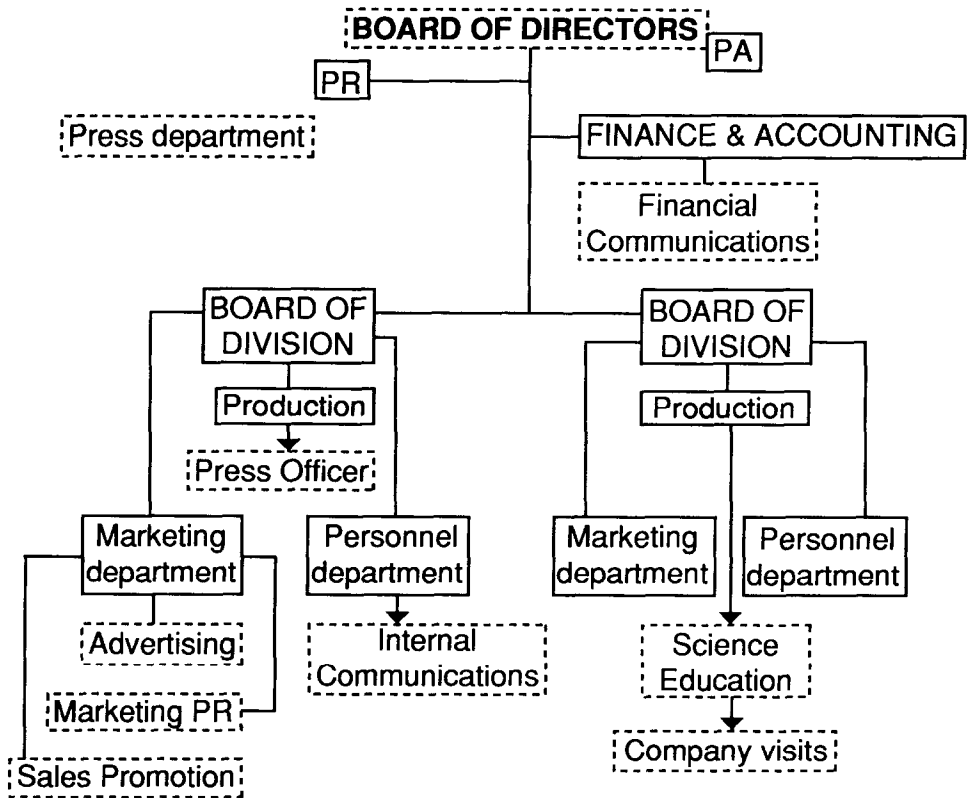 BOARD OF DIRECTORS
PA
PR
Press department
FINANCE & ACCOUNTING
Financial
Communications
BOARD OF
DIVISION
Production
Press Officer
BOARD OF
DIVISION
Production
Marketing
department
Personnel
department
Marketing
department
Personnel
department
Advertising
Marketing PR
Sales Promotion
Internal
Communications
Science
Education
Company visits